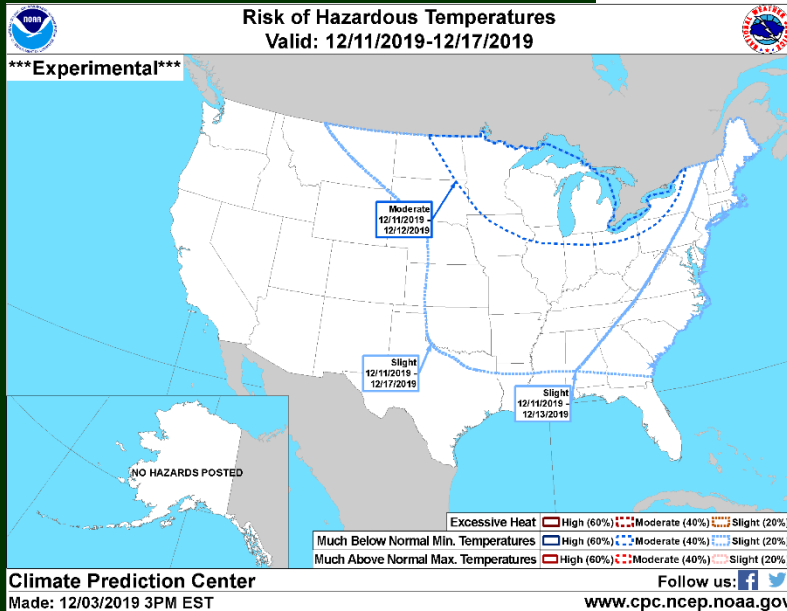 NOAA
Risk of Hazardous Temperatures
Valid: 12/11/2019-12/17/2019
***Experimental***
Moderate
12/11/2019 -
12/12/2019
Slight
12/11/2019 -
12/17/2019
Slight
12/11/2019 -
12/13/2019
NO HAZARDS POSTED
Excessive Heat High (60%) Moderate (40%) Slight (20%)
Much Below Normal Min. Temperatures High (60%) Moderate (40%) Slight (20%)
Much Above Normal Max. Temperatures High (60%) Moderate (40%) Slight (20%)
Climate Prediction Center
Follow us:
Made: 12/03/2019 3PM EST
www.cpc.ncep.noaa.gov